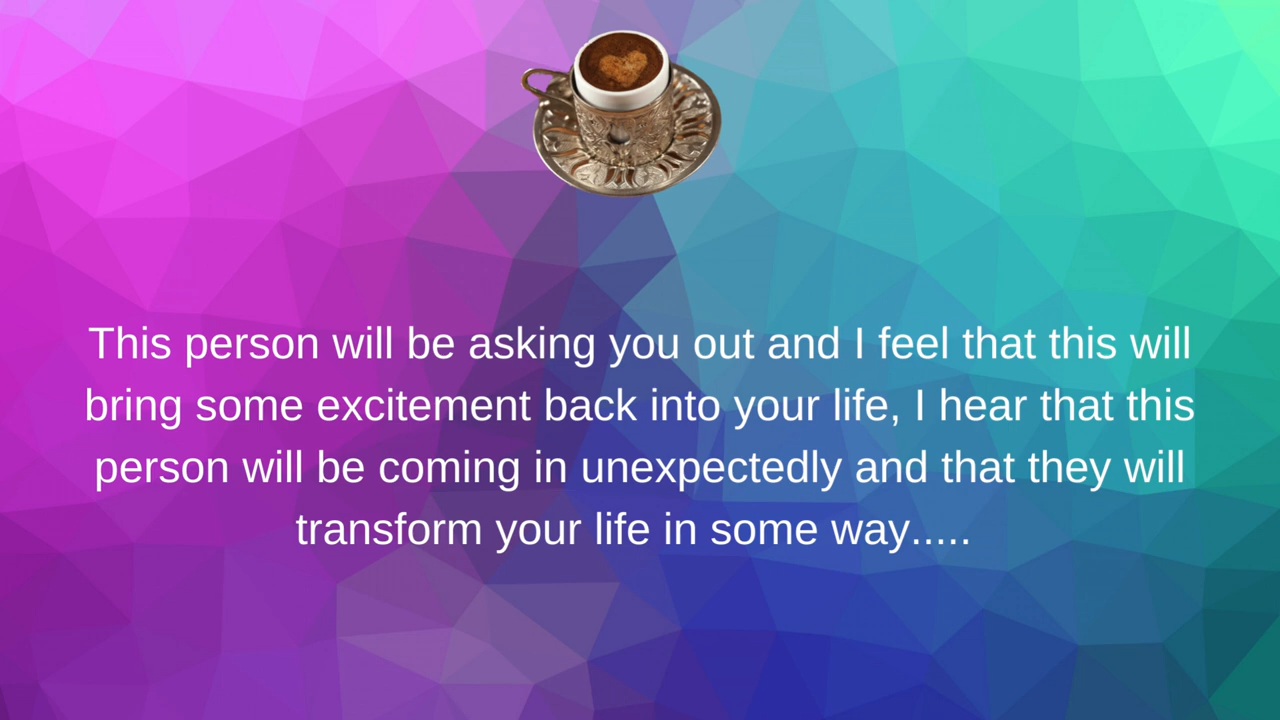 This person will be asking you out and I feel that this will
bring some excitement back into your life, I hear that this
person will be coming in unexpectedly and that they will
transform your life in some way.....